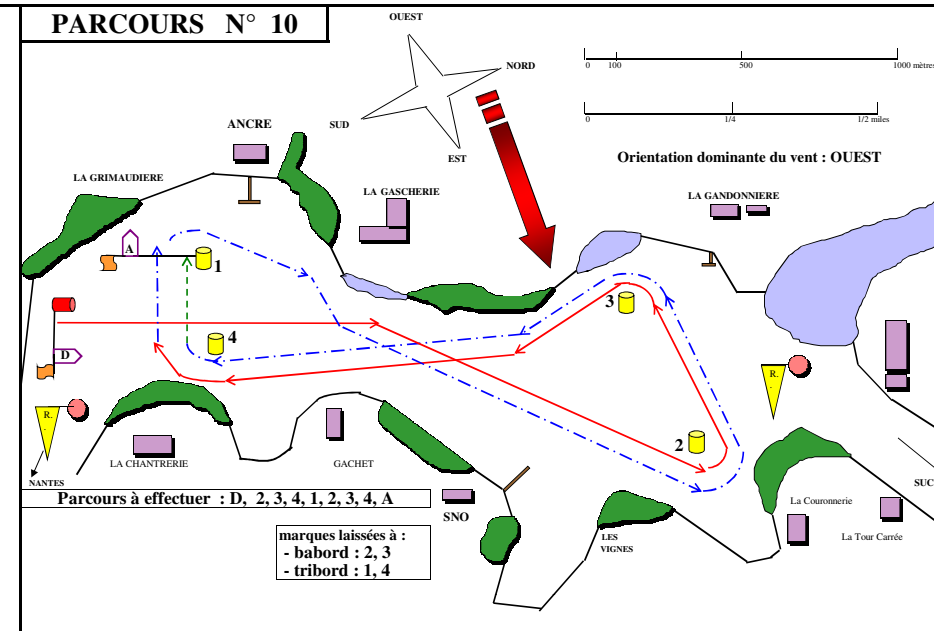 PARCOURS N° 10
OUEST
NORD
SUD
EST
0 100 500 1000 mètres
0 1/4 1/2 miles
Orientation dominante du vent : OUEST
ANCRE
LA GRIMAUDIERE
LA GASCHERIE
LA GANDONNIERE
A
1
3
4
D
R.
R.
2
NANTES
LA CHANTRERIE
GACHET
SNO
LES
VIGNES
La Couronnerie
La Tour Carrée
SUC
Parcours à effectuer : D, 2, 3, 4, 1, 2, 3, 4, A
marques laissées à :
- babord : 2, 3
- tribord : 1, 4